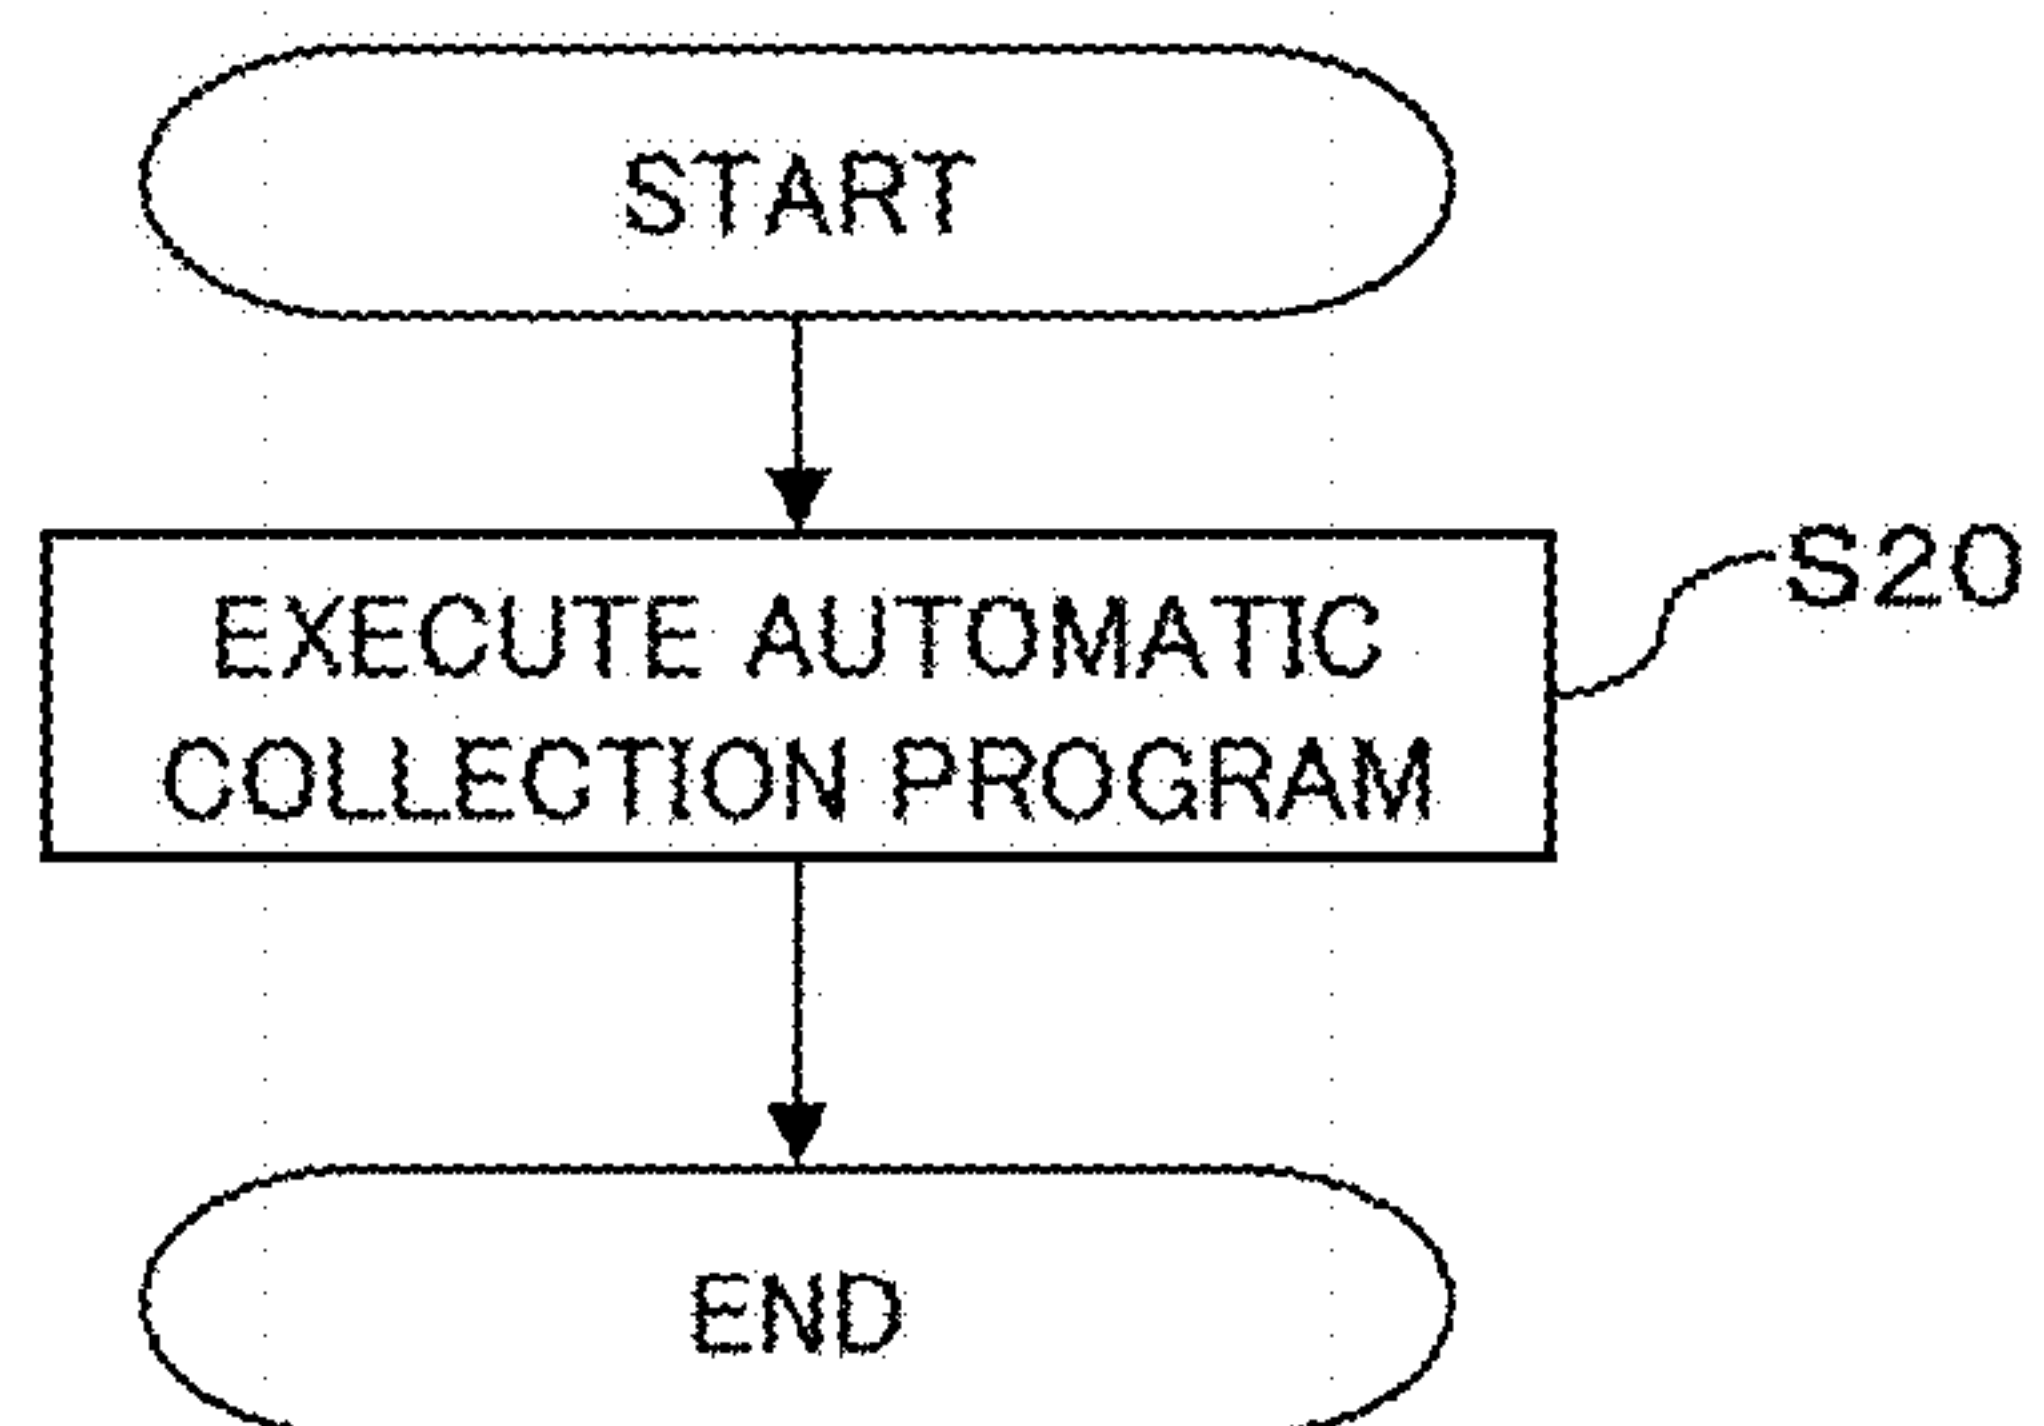 START
EXECUTE AUTOMATIC
COLLECTION PROGRAM
S20
END